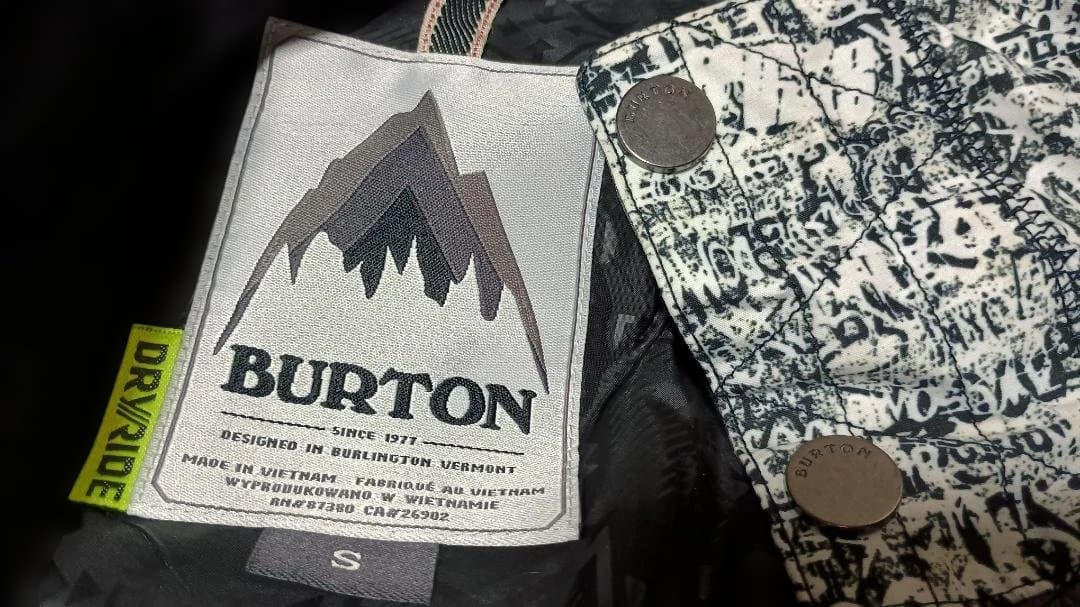 BURTON
SINCE 1977
DESIGNED IN BURLINGTON VERMONT
MADE IN VIETNAM FABRIQUÉ AU VIETNAM
WYPRODUKOWANO W WIETNAMIE
RN#87380 CA#26902
DRY//RIDE
S
BURTON
BURTON